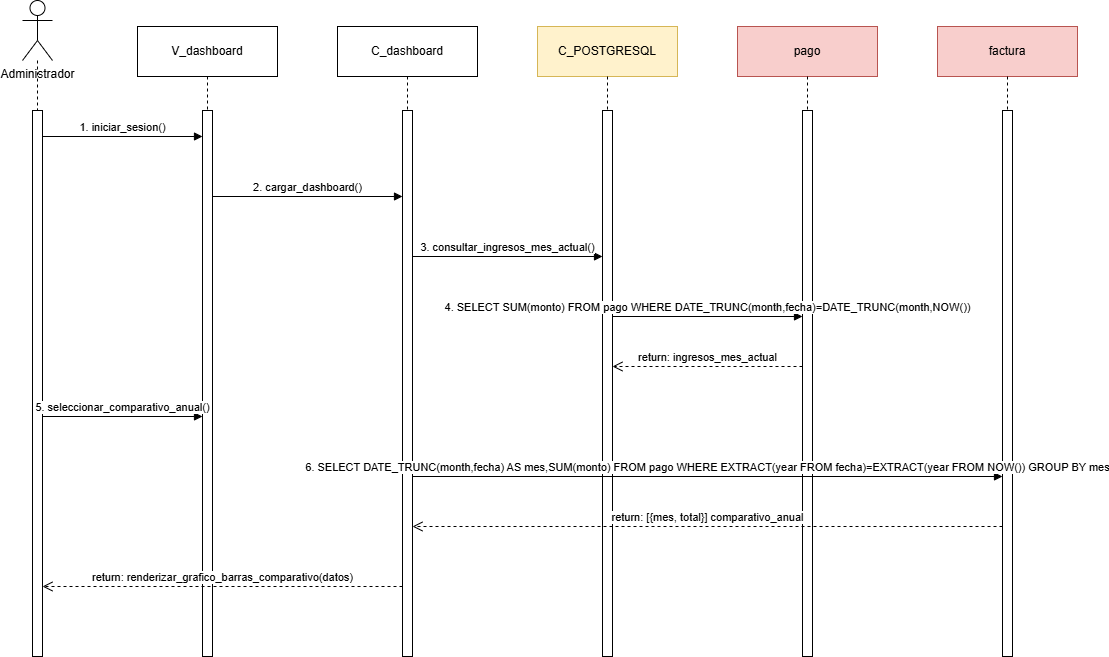 Administrador
V_dashboard
C_dashboard
C_POSTGRESQL
pago
factura
1. iniciar_sesion()
2. cargar_dashboard()
3. consultar_ingresos_mes_actual()
4. SELECT SUM(monto) FROM pago WHERE DATE_TRUNC(month,fecha)=DATE_TRUNC(month,NOW())
return: ingresos_mes_actual
5. seleccionar_comparativo_anual()
6. SELECT DATE_TRUNC(month,fecha) AS mes,SUM(monto) FROM pago WHERE EXTRACT(year FROM fecha)=EXTRACT(year FROM NOW()) GROUP BY mes
return: [{mes, total}] comparativo_anual
return: renderizar_grafico_barras_comparativo(datos)